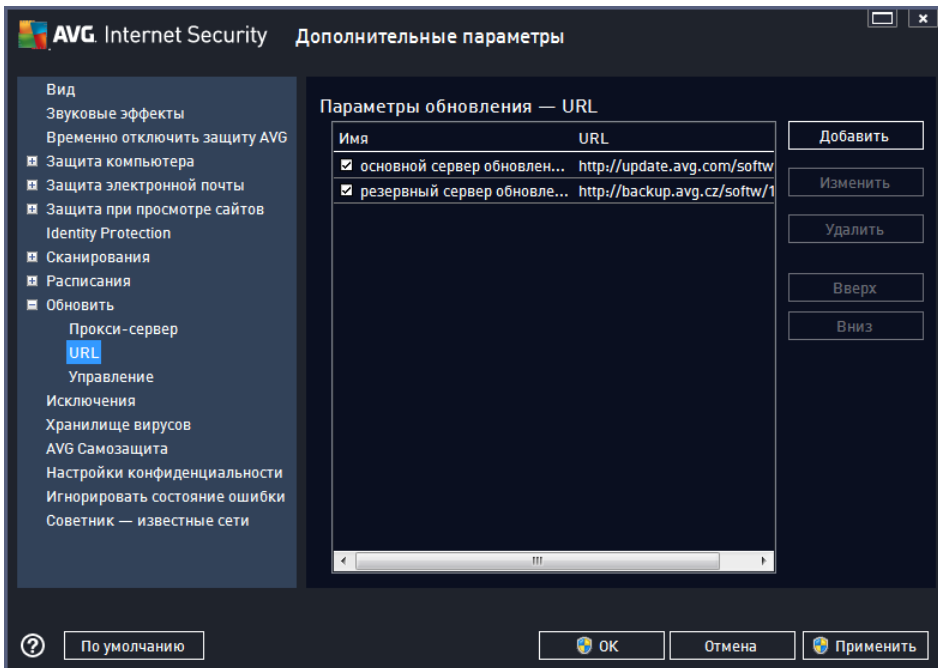 AVG. Internet Security Дополнительные параметры
Вид
Звуковые эффекты
Временно отключить защиту AVG
Защита компьютера
Защита электронной почты
Защита при просмотре сайтов
Identity Protection
Сканирования
Расписания
Обновить
Прокси-сервер
URL
Управление
Исключения
Хранилище вирусов
AVG Самозащита
Настройки конфиденциальности
Игнорировать состояние ошибки
Советник — известные сети
Параметры обновления — URL
Имя URL
основной сервер обновлен... http://update.avg.com/softw
резервный сервер обновле... http://backup.avg.cz/softw/1
Добавить
Изменить
Удалить
Вверх
Вниз
По умолчанию
OK
Отмена
Применить